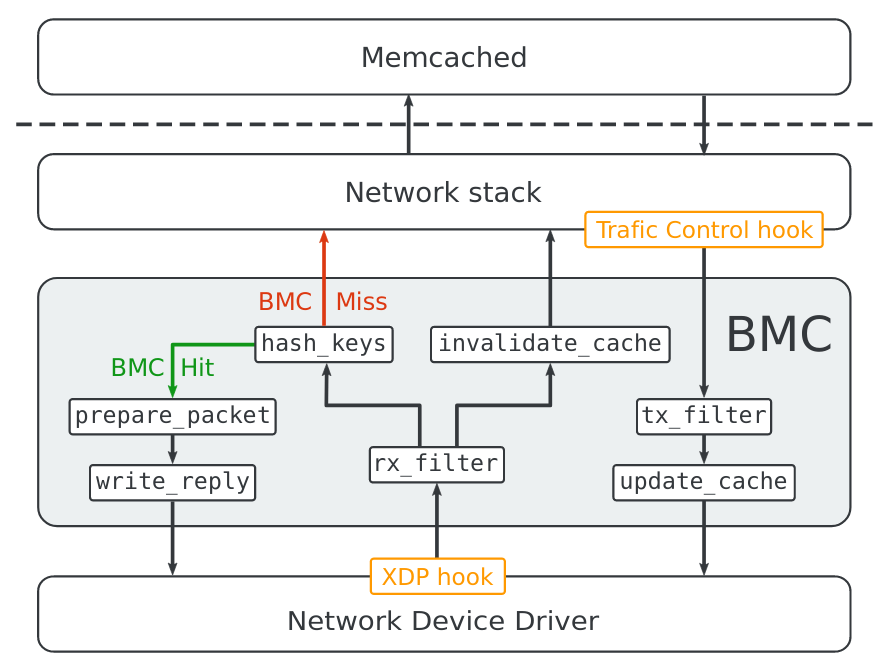 Memcached
Network stack
Trafic Control hook
BMC Miss
BMC
hash_keys
invalidate_cache
BMC Hit
prepare_packet
tx_filter
rx_filter
write_reply
update_cache
XDP hook
Network Device Driver